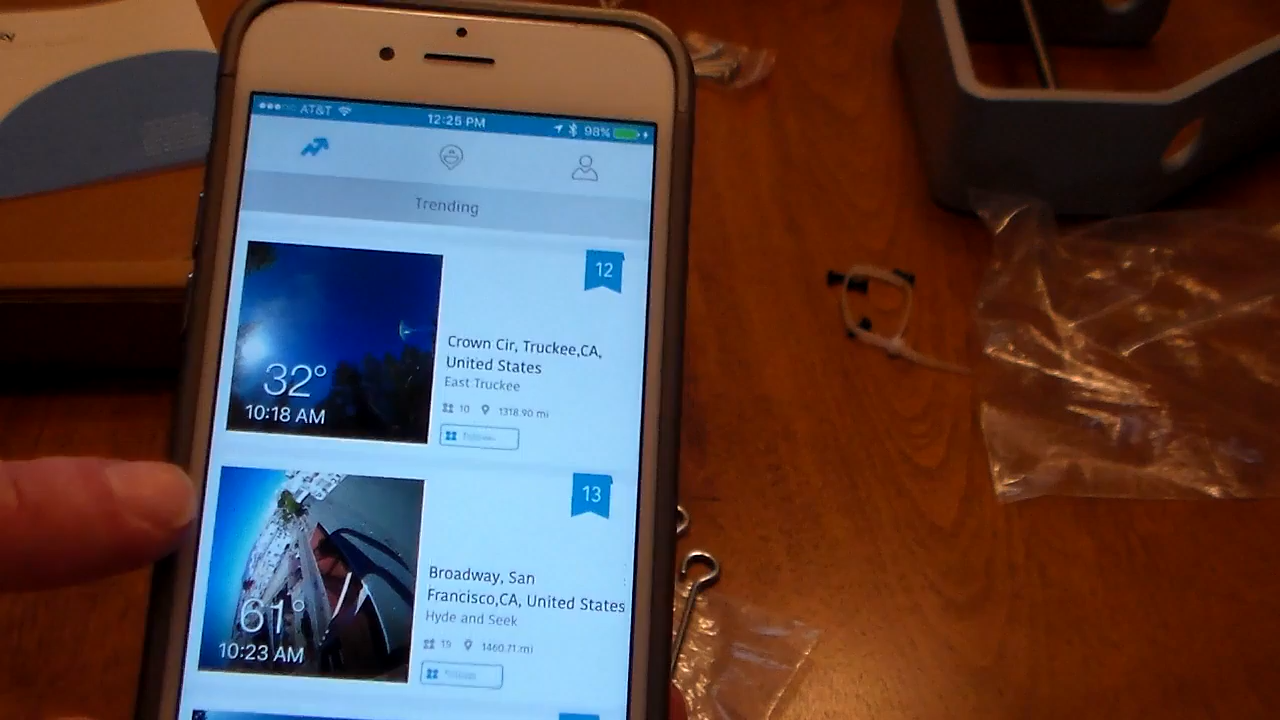 AT&T
12:25 PM
98%
Trending
12
Crown Cir, Truckee,CA,
United States
East Truckee
32°
10:18 AM
10
1318.90 mi
13
Broadway, San
Francisco,CA, United States
Hyde and Seek
61°
10:23 AM
19
1460.71 mi